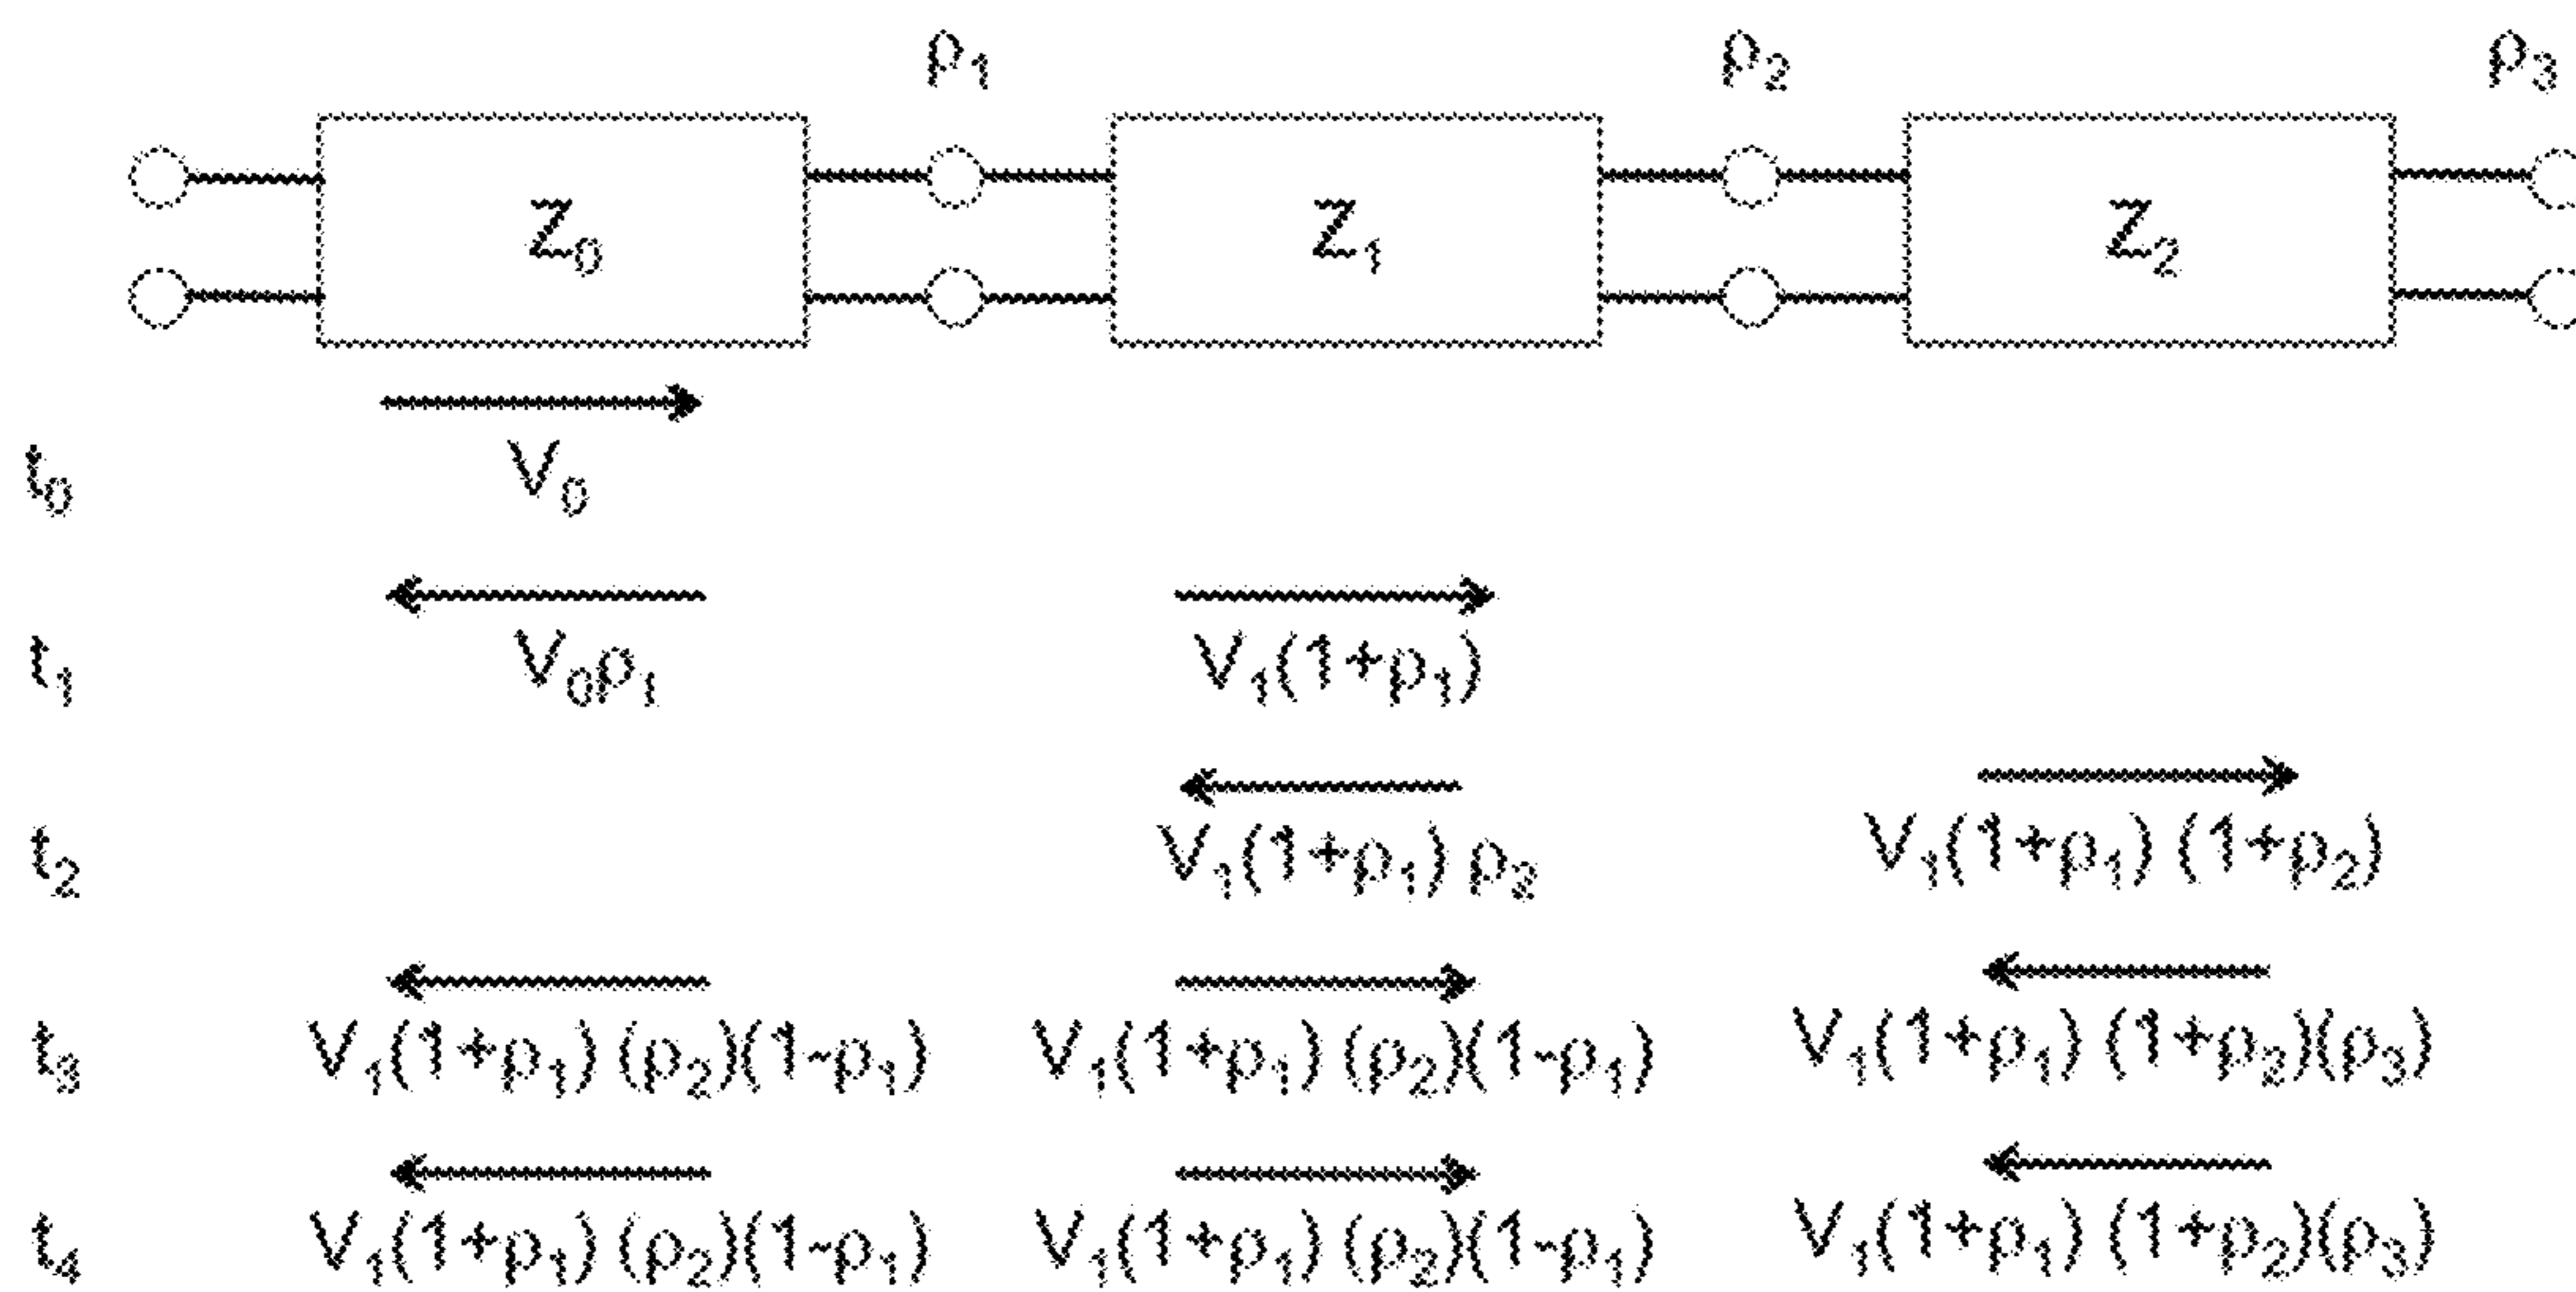 ρ₁ ρ₂ ρ₃
Z₀ Z₁ Z₂
t₀ V₀
t₁ V₀ρ₁ V₁(1+ρ₁)
t₂ V₁(1+ρ₁) ρ₂ V₁(1+ρ₁) (1+ρ₂)
t₃ V₁(1+ρ₁) (ρ₂)(1-ρ₁) V₁(1+ρ₁) (ρ₂)(1-ρ₁) V₁(1+ρ₁) (1+ρ₂)(ρ₃)
t₄ V₁(1+ρ₁) (ρ₂)(1-ρ₁) V₁(1+ρ₁) (ρ₂)(1-ρ₁) V₁(1+ρ₁) (1+ρ₂)(ρ₃)